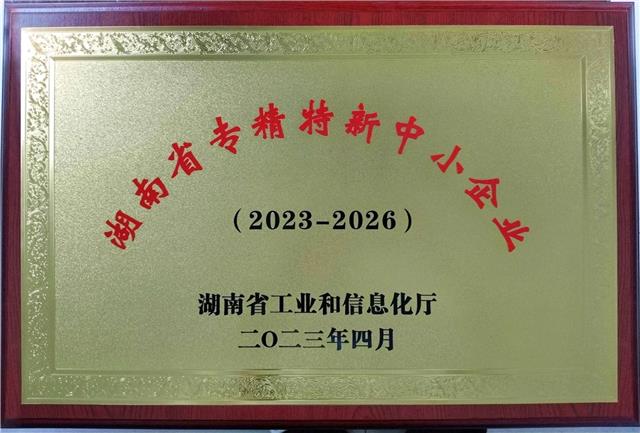 湖南省专精特新中小企业
(2023-2026)
湖南省工业和信息化厅
二〇二三年四月